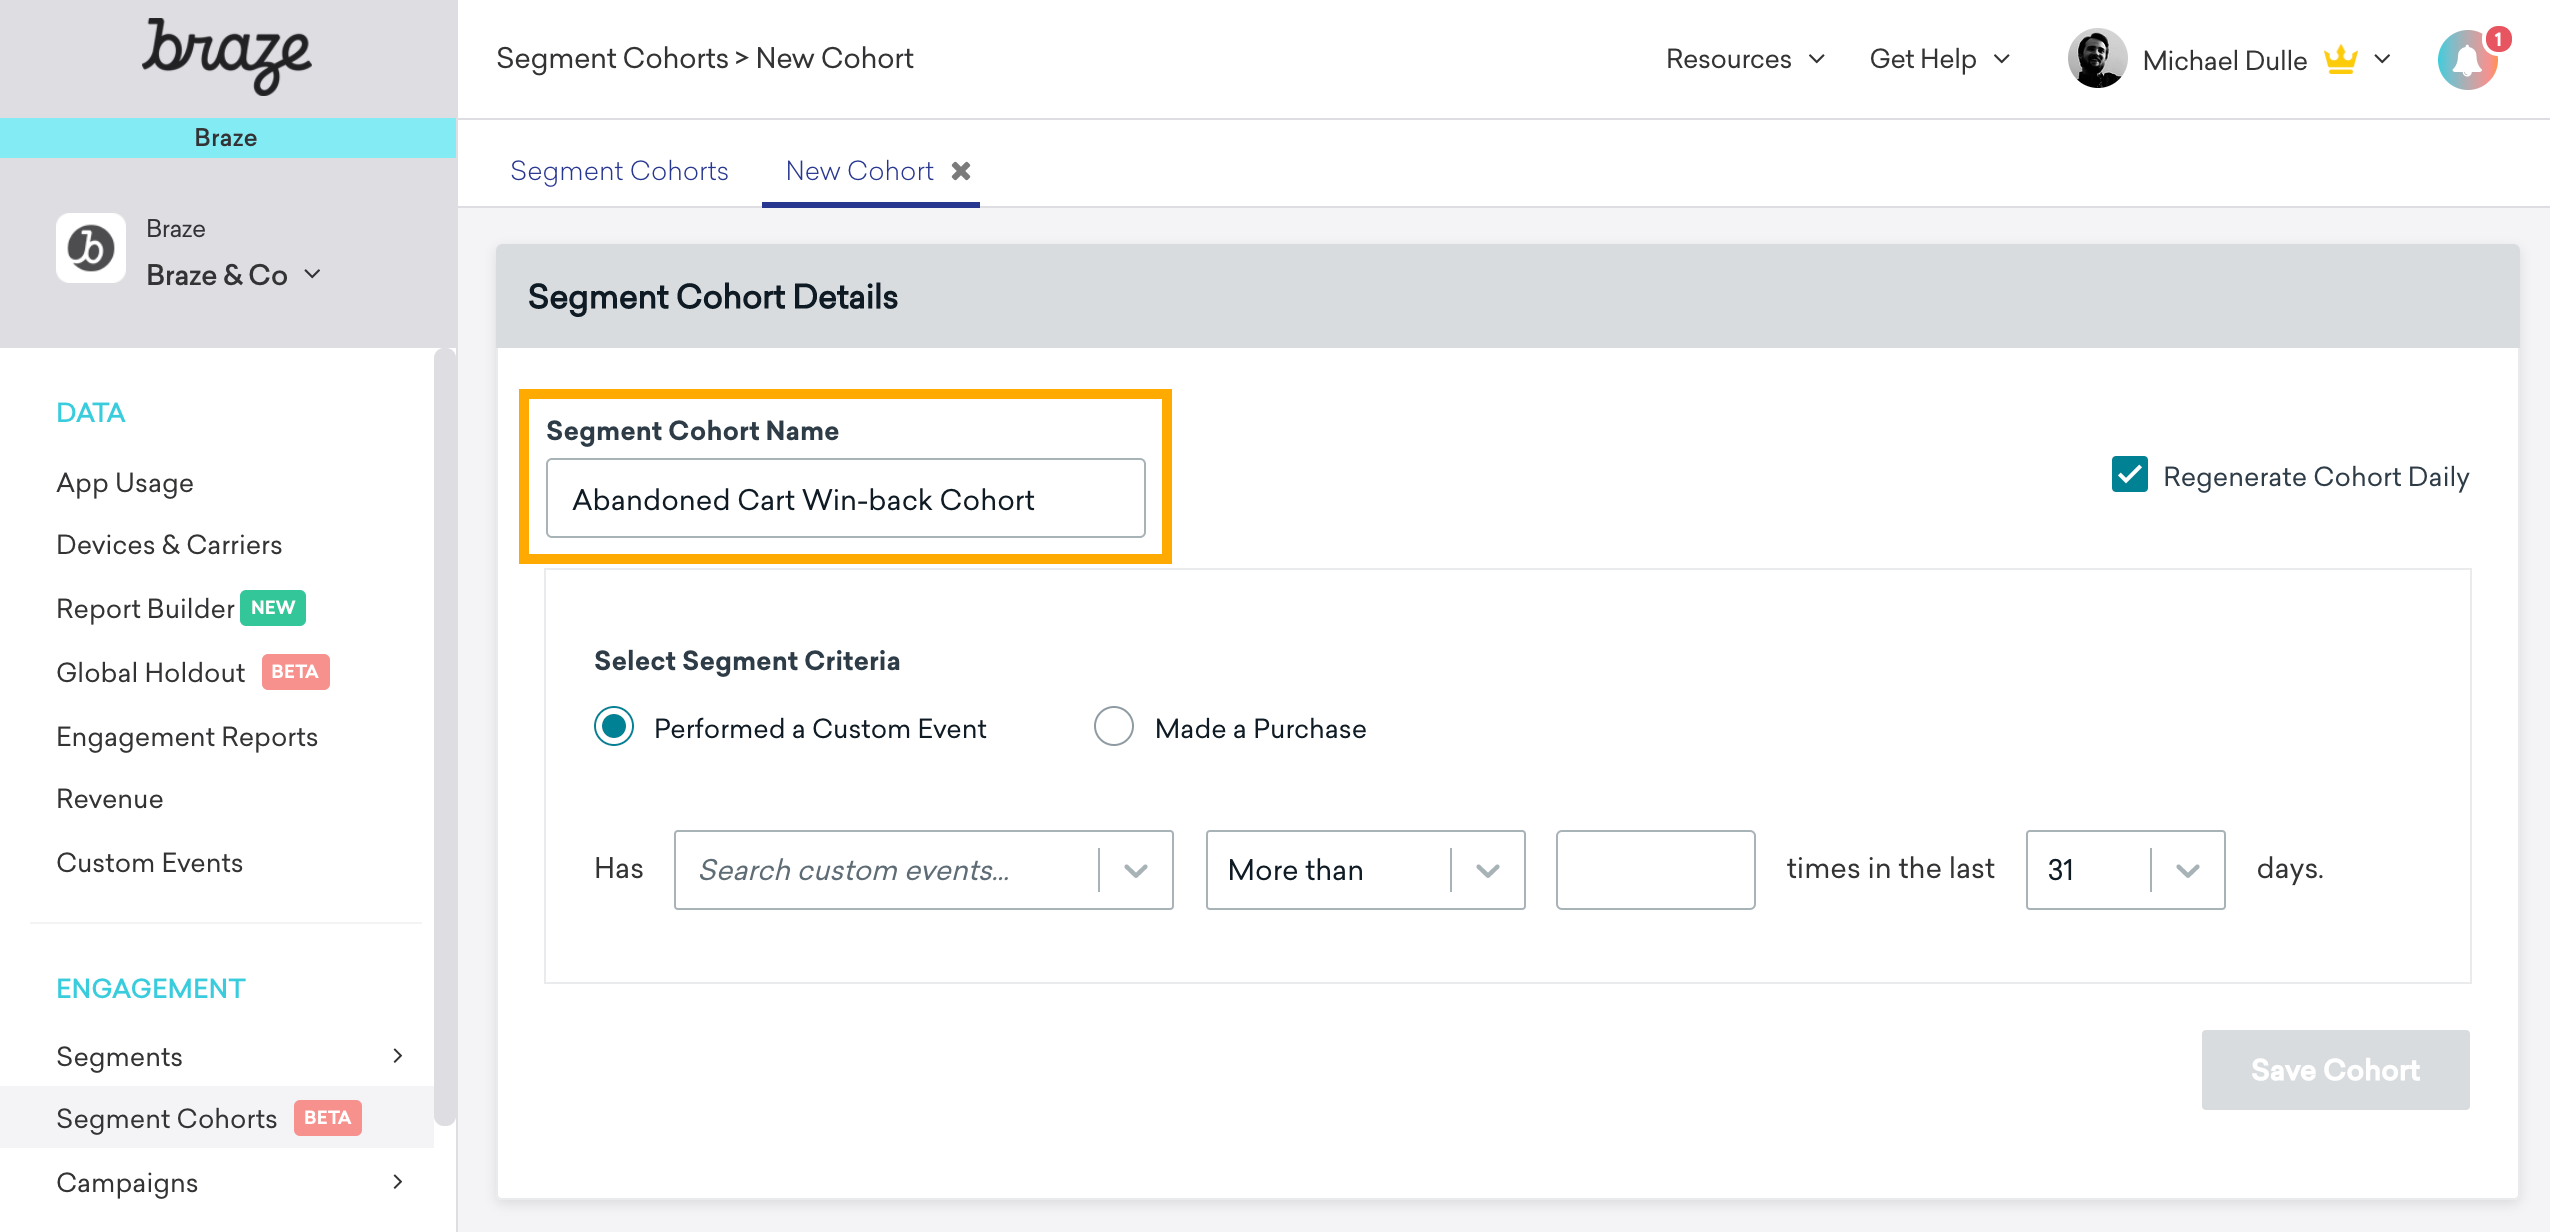 braze
Braze
Braze
Braze & Co
DATA
App Usage
Devices & Carriers
Report Builder NEW
Global Holdout BETA
Engagement Reports
Revenue
Custom Events
ENGAGEMENT
Segments
Segment Cohorts BETA
Campaigns
Segment Cohorts > New Cohort
Resources
Get Help
Michael Dulle
1
Segment Cohorts
New Cohort
Segment Cohort Details
Segment Cohort Name
Abandoned Cart Win-back Cohort
Regenerate Cohort Daily
Select Segment Criteria
Performed a Custom Event
Made a Purchase
Has Search custom events... More than times in the last 31 days.
Save Cohort